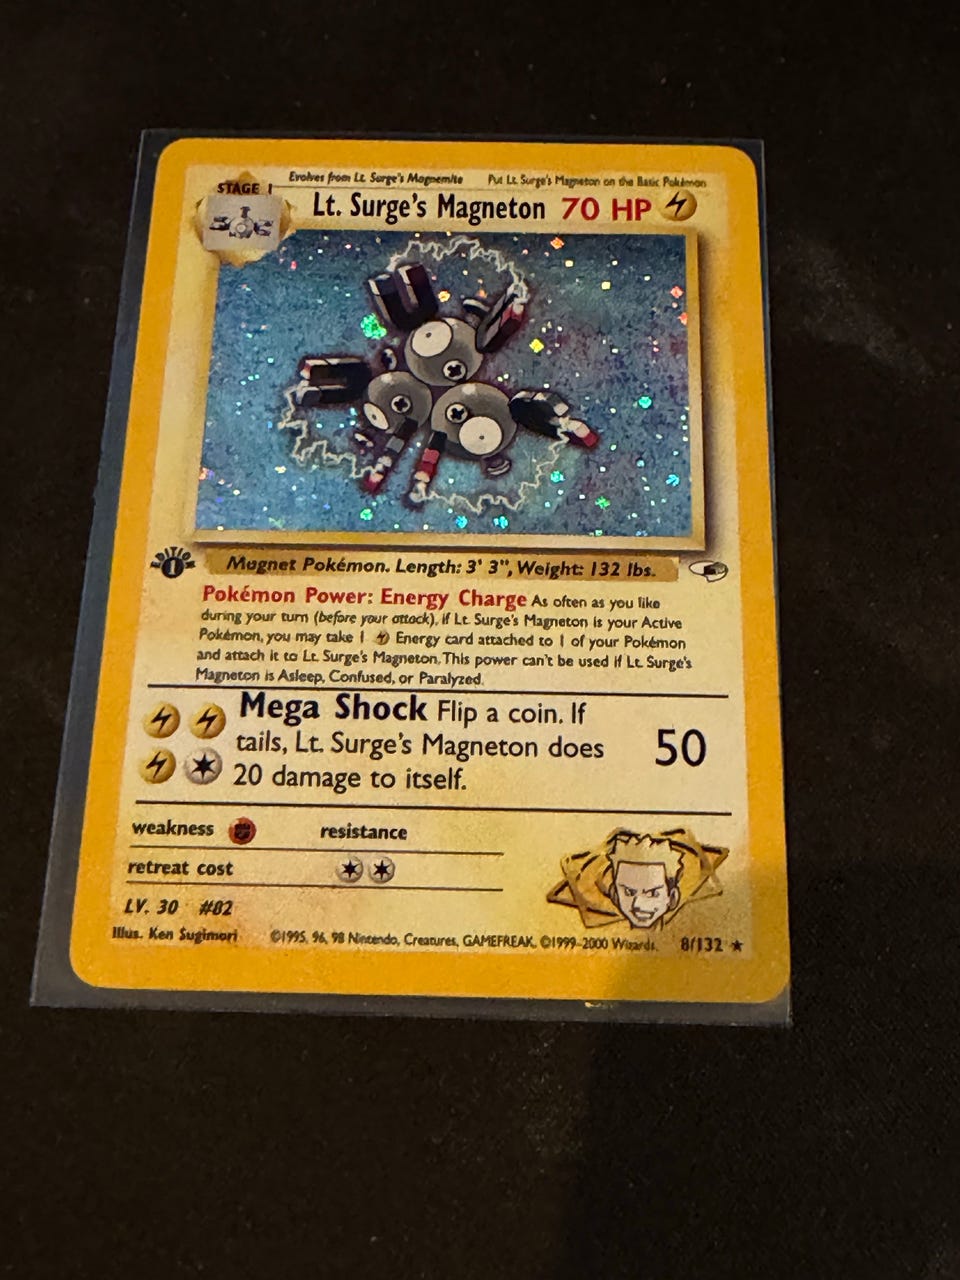 Evolves from Lt. Surge's Magnemite Put Lt. Surge's Magneton on the Basic Pokémon
STAGE 1
Lt. Surge's Magneton 70 HP
EDITION
1
Magnet Pokémon. Length: 3' 3", Weight: 132 lbs.
Pokémon Power: Energy Charge As often as you like
during your turn (before your attack), if Lt. Surge's Magneton is your Active
Pokémon, you may take 1 Energy card attached to 1 of your Pokémon
and attach it to Lt. Surge's Magneton. This power can't be used if Lt. Surge's
Magneton is Asleep, Confused, or Paralyzed.
Mega Shock Flip a coin. If
tails, Lt. Surge's Magneton does
20 damage to itself.
50
weakness resistance
retreat cost
LV. 30 #82
Illus. Ken Sugimori ©1995, 96, 98 Nintendo, Creatures, GAMEFREAK. ©1999-2000 Wizards. 8/132 ★